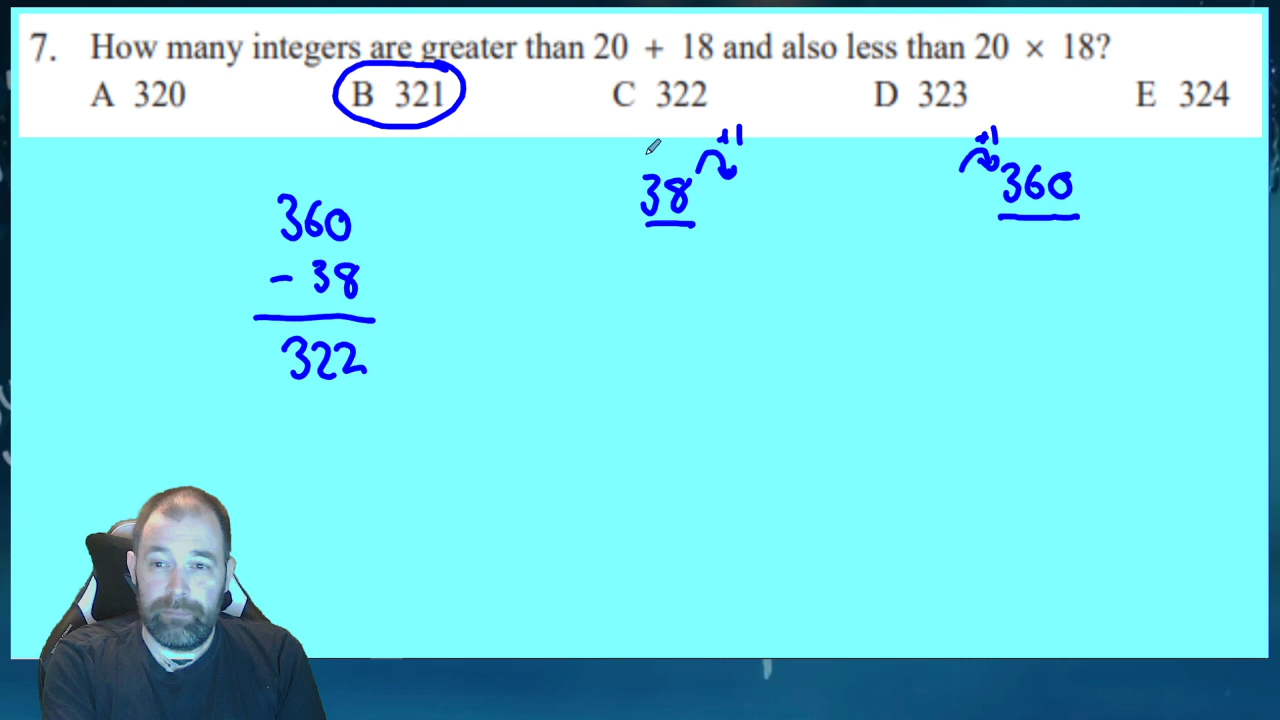 7. How many integers are greater than 20 + 18 and also less than 20 × 18?
A 320 B 321 C 322 D 323 E 324
+1 +1
38 360
360
- 38
322